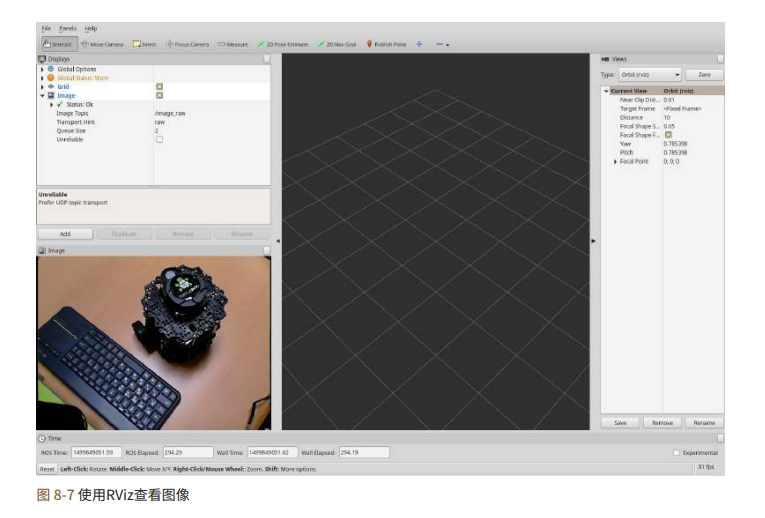 File Panels Help
Interact Move Camera Select Focus Camera Measure 2D Pose Estimate 2D Nav Goal Publish Point
Displays
Global Options
Global Status: Warn
Grid
Image
Status: Ok
Image Topic /image_raw
Transport Hint raw
Queue Size 2
Unreliable
Unreliable
Prefer UDP topic transport
Add Duplicate Remove Rename
Image
Views
Type: Orbit (rviz) Zero
Current View Orbit (rviz)
Near Clip Dist... 0.01
Target Frame <Fixed Frame>
Distance 10
Focal Shape S... 0.05
Focal Shape F...
Yaw 0.785398
Pitch 0.785398
Focal Point 0; 0; 0
Save Remove Rename
Time
ROS Time: 1499849051.59 ROS Elapsed: 294.29 Wall Time: 1499849051.62 Wall Elapsed: 294.19 Experimental
Reset Left-Click: Rotate. Middle-Click: Move X/Y. Right-Click/Mouse Wheel: Zoom. Shift: More options. 31 fps
图 8-7 使用RViz查看图像